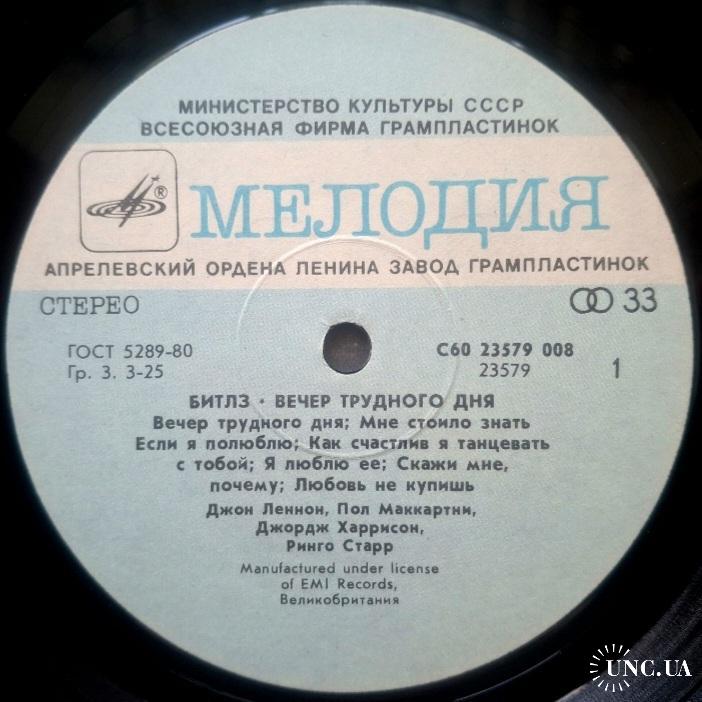 МИНИСТЕРСТВО КУЛЬТУРЫ СССР
ВСЕСОЮЗНАЯ ФИРМА ГРАМПЛАСТИНОК
® МЕЛОДИЯ
АПРЕЛЕВСКИЙ ОРДЕНА ЛЕНИНА ЗАВОД ГРАМПЛАСТИНОК
СТЕРЕО 33
ГОСТ 5289-80 С60 23579 008
Гр. 3. 3-25 23579 1
БИТЛЗ · ВЕЧЕР ТРУДНОГО ДНЯ
Вечер трудного дня; Мне стоило знать
Если я полюблю; Как счастлив я танцевать
с тобой; Я люблю ее; Скажи мне,
почему; Любовь не купишь
Джон Леннон, Пол Маккартни,
Джордж Харрисон,
Ринго Старр
Manufactured under license
of EMI Records,
Великобритания
UNC.UA